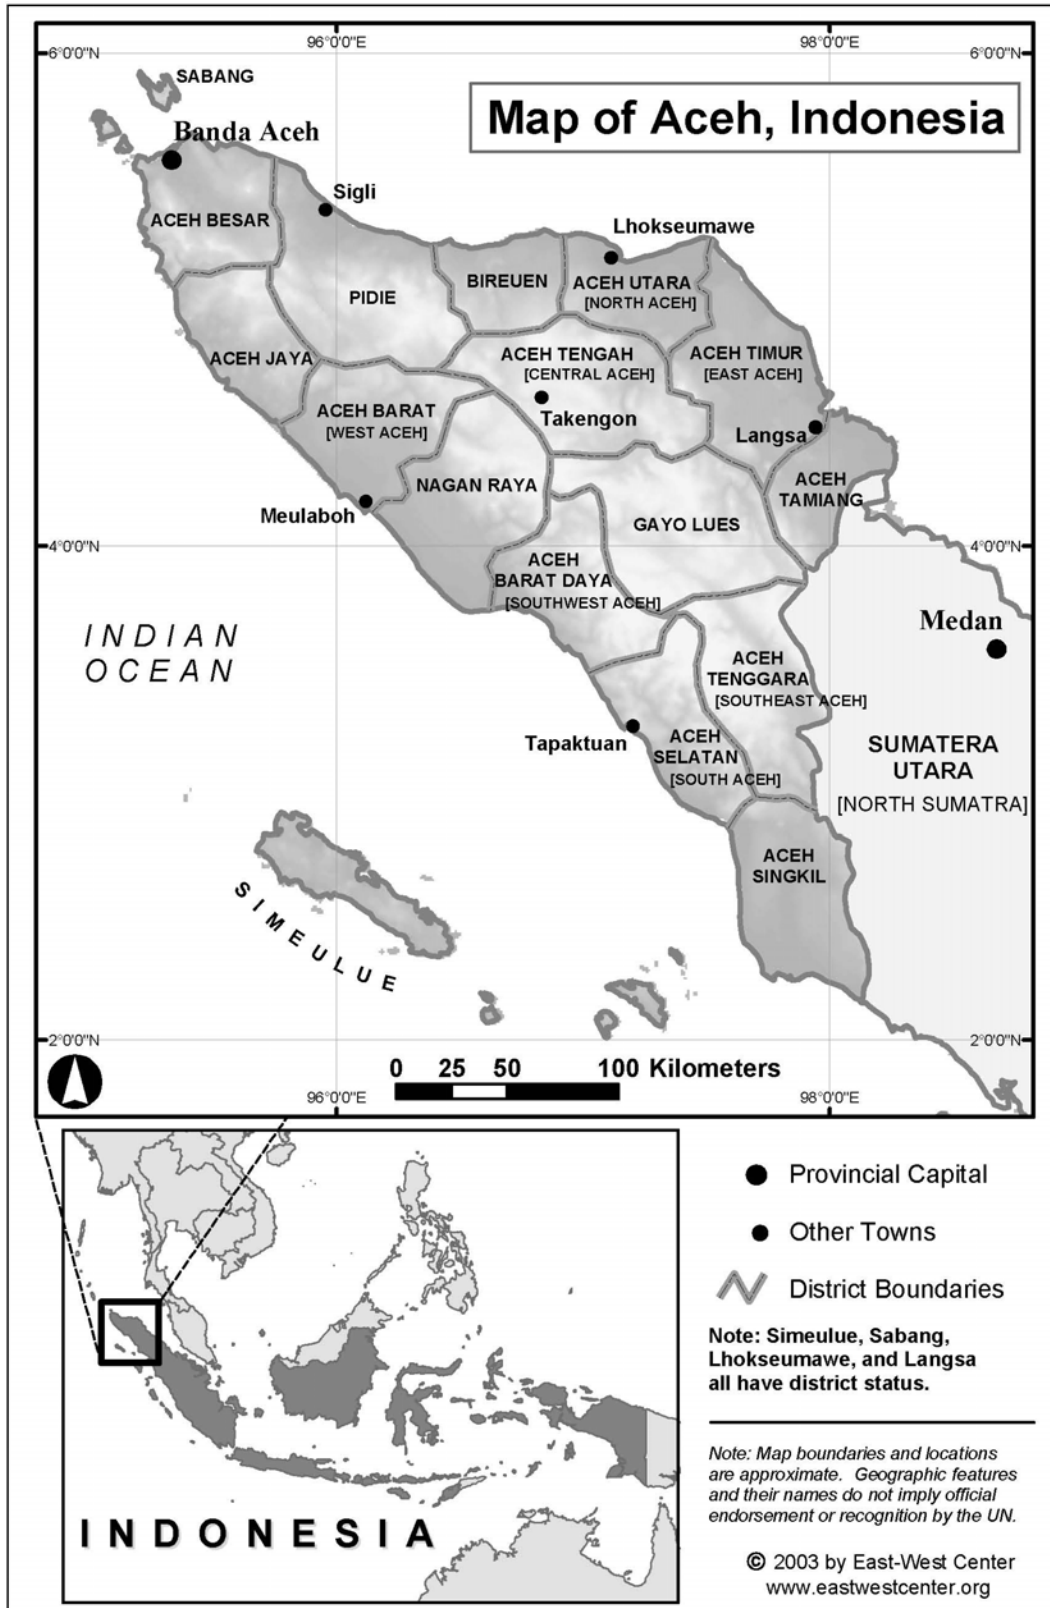 96°0'0"E
98°0'0"E
6°0'0"N
6°0'0"N
SABANG
Map of Aceh, Indonesia
Banda Aceh
Sigli
ACEH BESAR
Lhokseumawe
BIREUEN
ACEH UTARA
[NORTH ACEH]
PIDIE
ACEH JAYA
ACEH TENGAH
[CENTRAL ACEH]
ACEH TIMUR
[EAST ACEH]
ACEH BARAT
[WEST ACEH]
Takengon
Langsa
NAGAN RAYA
ACEH
TAMIANG
Meulaboh
GAYO LUES
4°0'0"N
4°0'0"N
ACEH
BARAT DAYA
[SOUTHWEST ACEH]
INDIAN
OCEAN
Medan
ACEH
TENGGARA
[SOUTHEAST ACEH]
Tapaktuan
ACEH
SELATAN
[SOUTH ACEH]
SUMATERA
UTARA
[NORTH SUMATRA]
ACEH
SINGKIL
SIMEULUE
2°0'0"N
2°0'0"N
0 25 50 100 Kilometers
96°0'0"E
98°0'0"E
Provincial Capital
Other Towns
District Boundaries
Note: Simeulue, Sabang,
Lhokseumawe, and Langsa
all have district status.
Note: Map boundaries and locations
are approximate. Geographic features
and their names do not imply official
endorsement or recognition by the UN.
INDONESIA
© 2003 by East-West Center
www.eastwestcenter.org